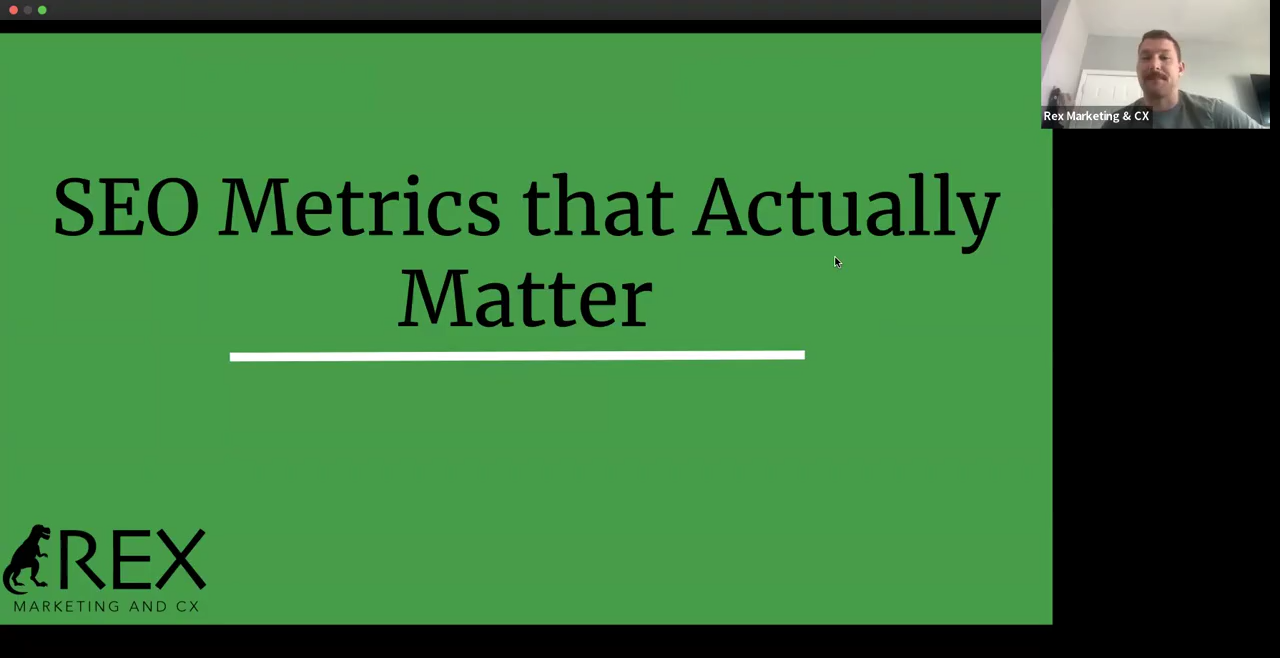 SEO Metrics that Actually
Matter
REX
MARKETING AND CX
Rex Marketing & CX